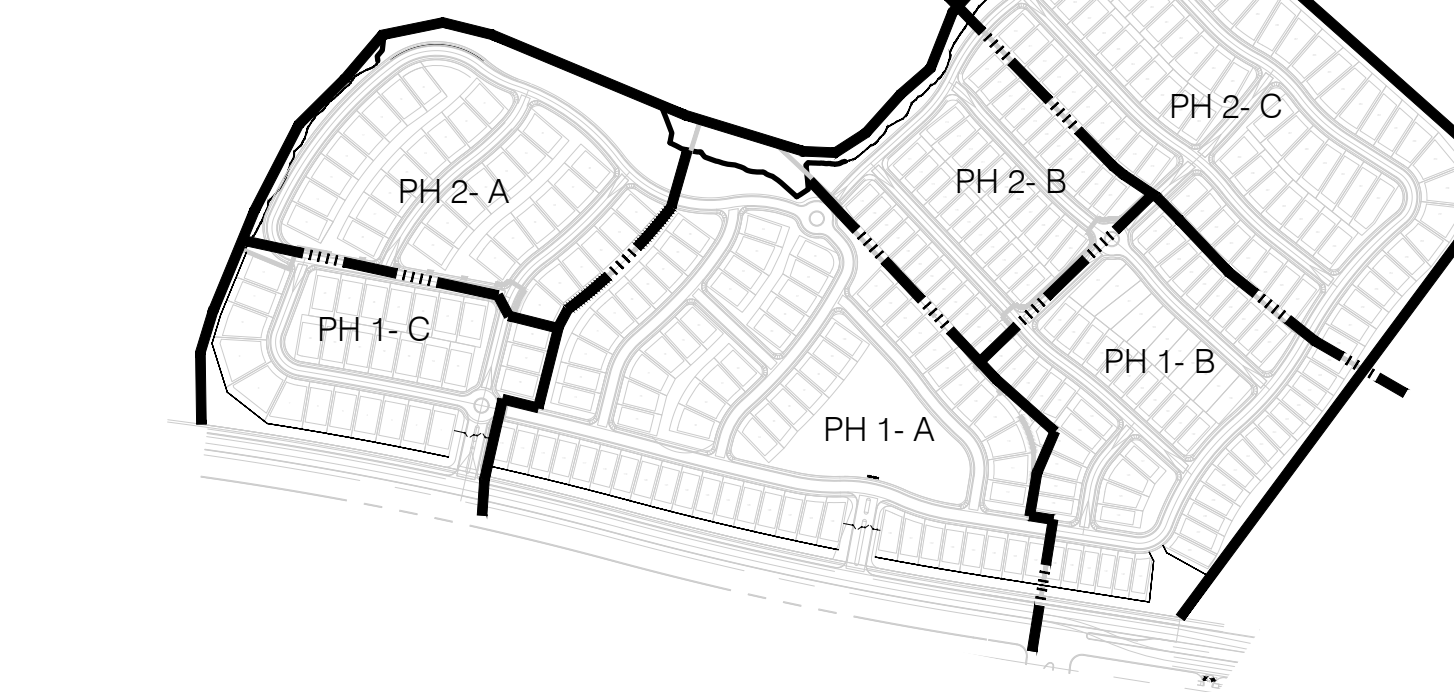 PH 2- C
PH 2- A
PH 2- B
PH 1- C
PH 1- B
PH 1- A